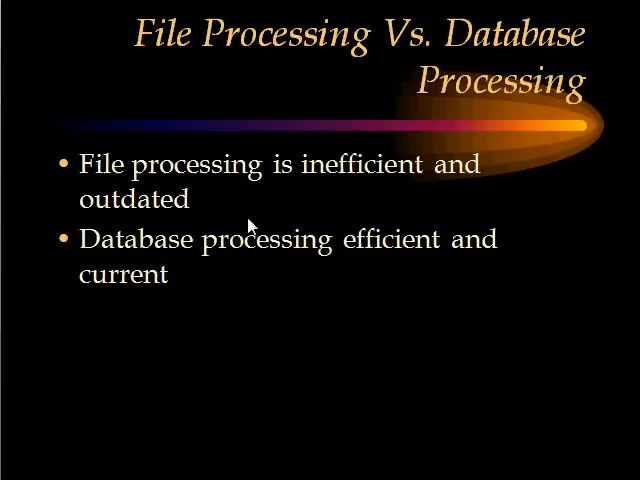 File Processing Vs. Database
Processing
• File processing is inefficient and
outdated
• Database processing efficient and
current